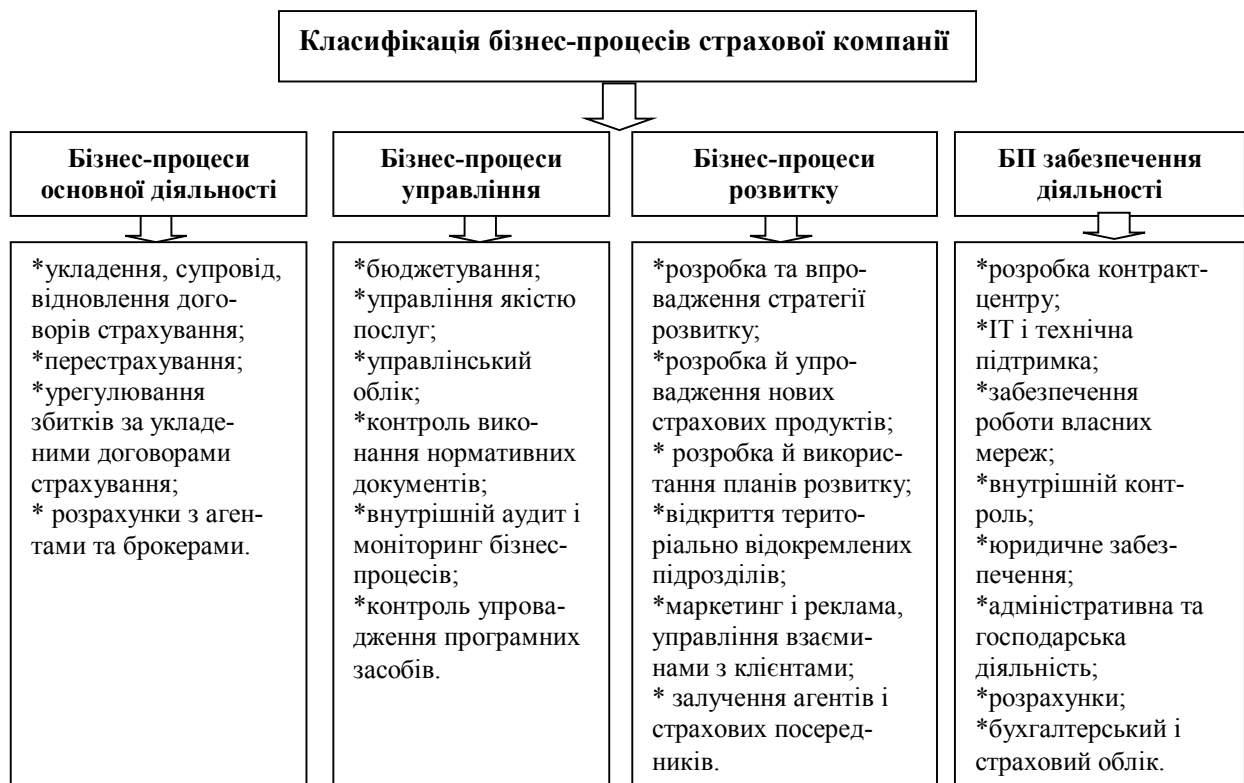 Класифікація бізнес-процесів страхової компанії
Бізнес-процеси
основної діяльності
*укладення, супровід,
відновлення дого-
ворів страхування;
*перестрахування;
*урегулювання
збитків за укладе-
ними договорами
страхування;
* розрахунки з аген-
тами та брокерами.
Бізнес-процеси
управління
*бюджетування;
*управління якістю
послуг;
*управлінський
облік;
*контроль вико-
нання нормативних
документів;
*внутрішній аудит і
моніторинг бізнес-
процесів;
*контроль упрова-
дження програмних
засобів.
Бізнес-процеси
розвитку
*розробка та впро-
вадження стратегії
розвитку;
*розробка й упро-
вадження нових
страхових продуктів;
* розробка й викорис-
тання планів розвитку;
*відкриття терито-
ріально відокремлених
підрозділів;
*маркетинг і реклама,
управління взаєми-
нами з клієнтами;
* залучення агентів і
страхових посеред-
ників.
БП забезпечення
діяльності
*розробка контракт-
центру;
*ІТ і технічна
підтримка;
*забезпечення
роботи власних
мереж;
*внутрішній конт-
роль;
*юридичне забез-
печення;
*адміністративна та
господарська
діяльність;
*розрахунки;
*бухгалтерський і
страховий облік.